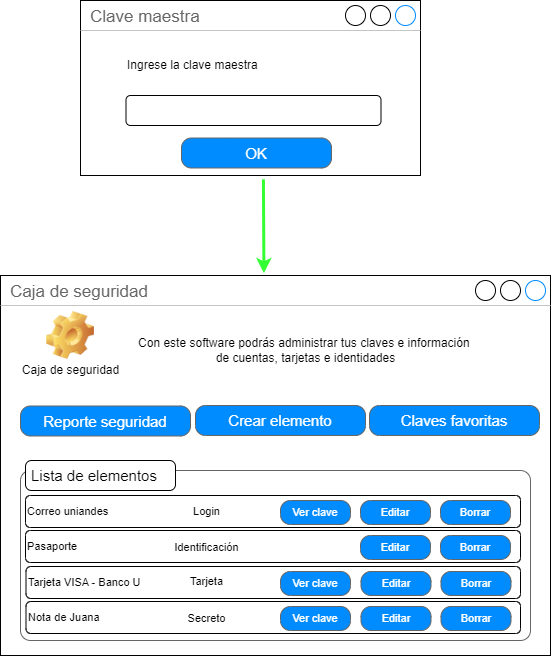 Clave maestra
Ingrese la clave maestra
OK
Caja de seguridad
Caja de seguridad
Con este software podrás administrar tus claves e información
de cuentas, tarjetas e identidades
Reporte seguridad
Crear elemento
Claves favoritas
Lista de elementos
Correo uniandes Login Ver clave Editar Borrar
Pasaporte Identificación Editar Borrar
Tarjeta VISA - Banco U Tarjeta Ver clave Editar Borrar
Nota de Juana Secreto Ver clave Editar Borrar